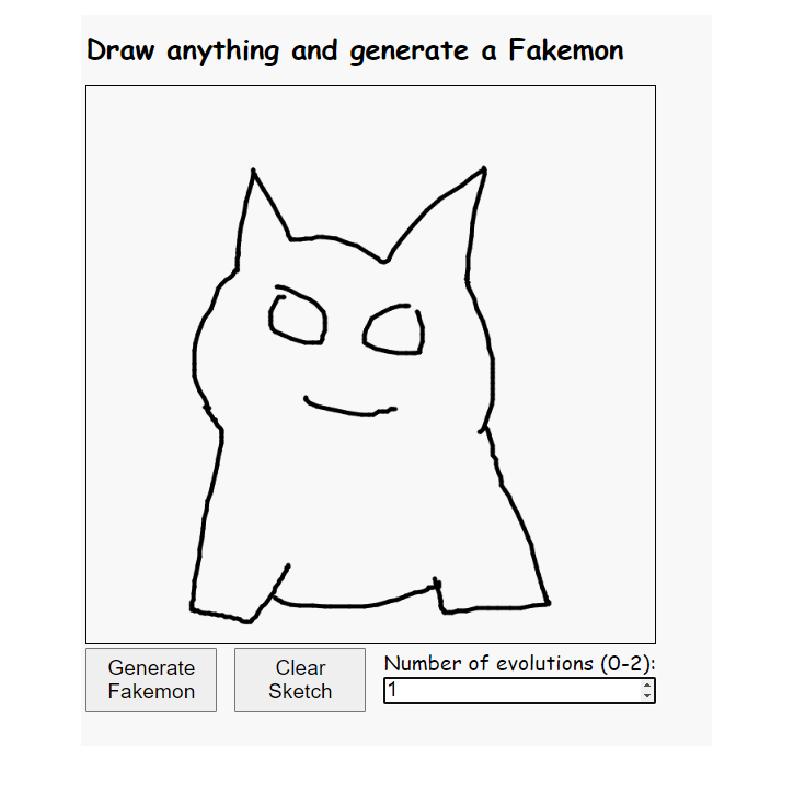 Draw anything and generate a Fakemon
Generate
Fakemon
Clear
Sketch
Number of evolutions (0-2):
1